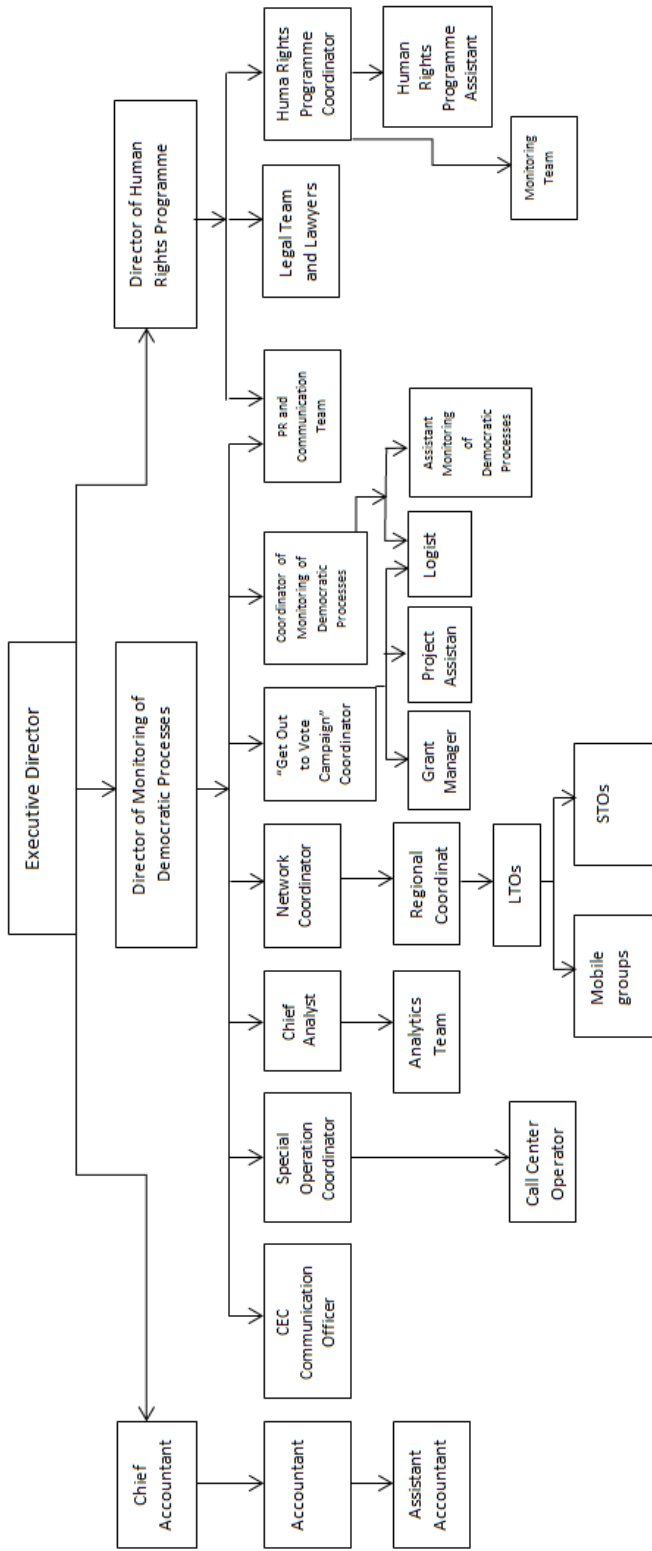 Executive Director
Chief
Accountant
Director of Monitoring of
Democratic Processes
Director of Human
Rights Programme
Accountant
CEC
Communication
Officer
Special
Operation
Coordinator
Chief
Analyst
Network
Coordinator
“Get Out
to Vote
Campaign”
Coordinator
Coordinator of
Monitoring of
Democratic
Processes
PR and
Communication
Team
Legal Team
and Lawyers
Huma Rights
Programme
Coordinator
Assistant
Accountant
Analytics
Team
Regional
Coordinat
Grant
Manager
Project
Assistan
Logist
Assistant
Monitoring
of
Democratic
Processes
Human
Rights
Programme
Assistant
Call Center
Operator
LTOs
Monitoring
Team
Mobile
groups
STOs